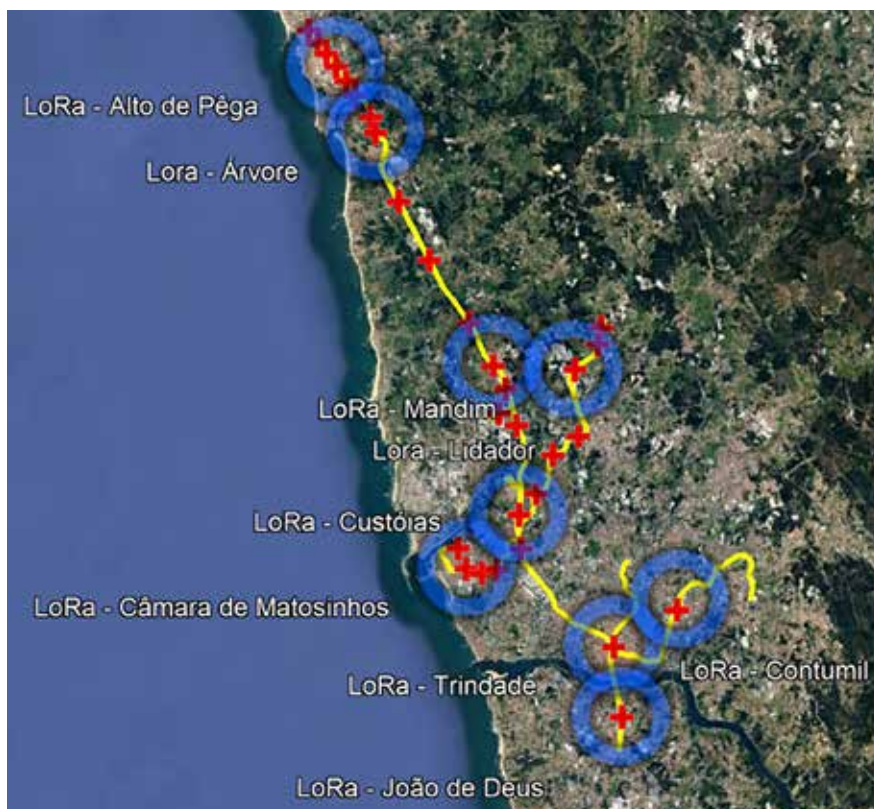 LoRa - Alto de Pêga
Lora - Árvore
LoRa - Mandim
Lora - Lidador
LoRa - Custóias
LoRa - Câmara de Matosinhos
LoRa - Contumil
LoRa - Trindade
LoRa - João de Deus